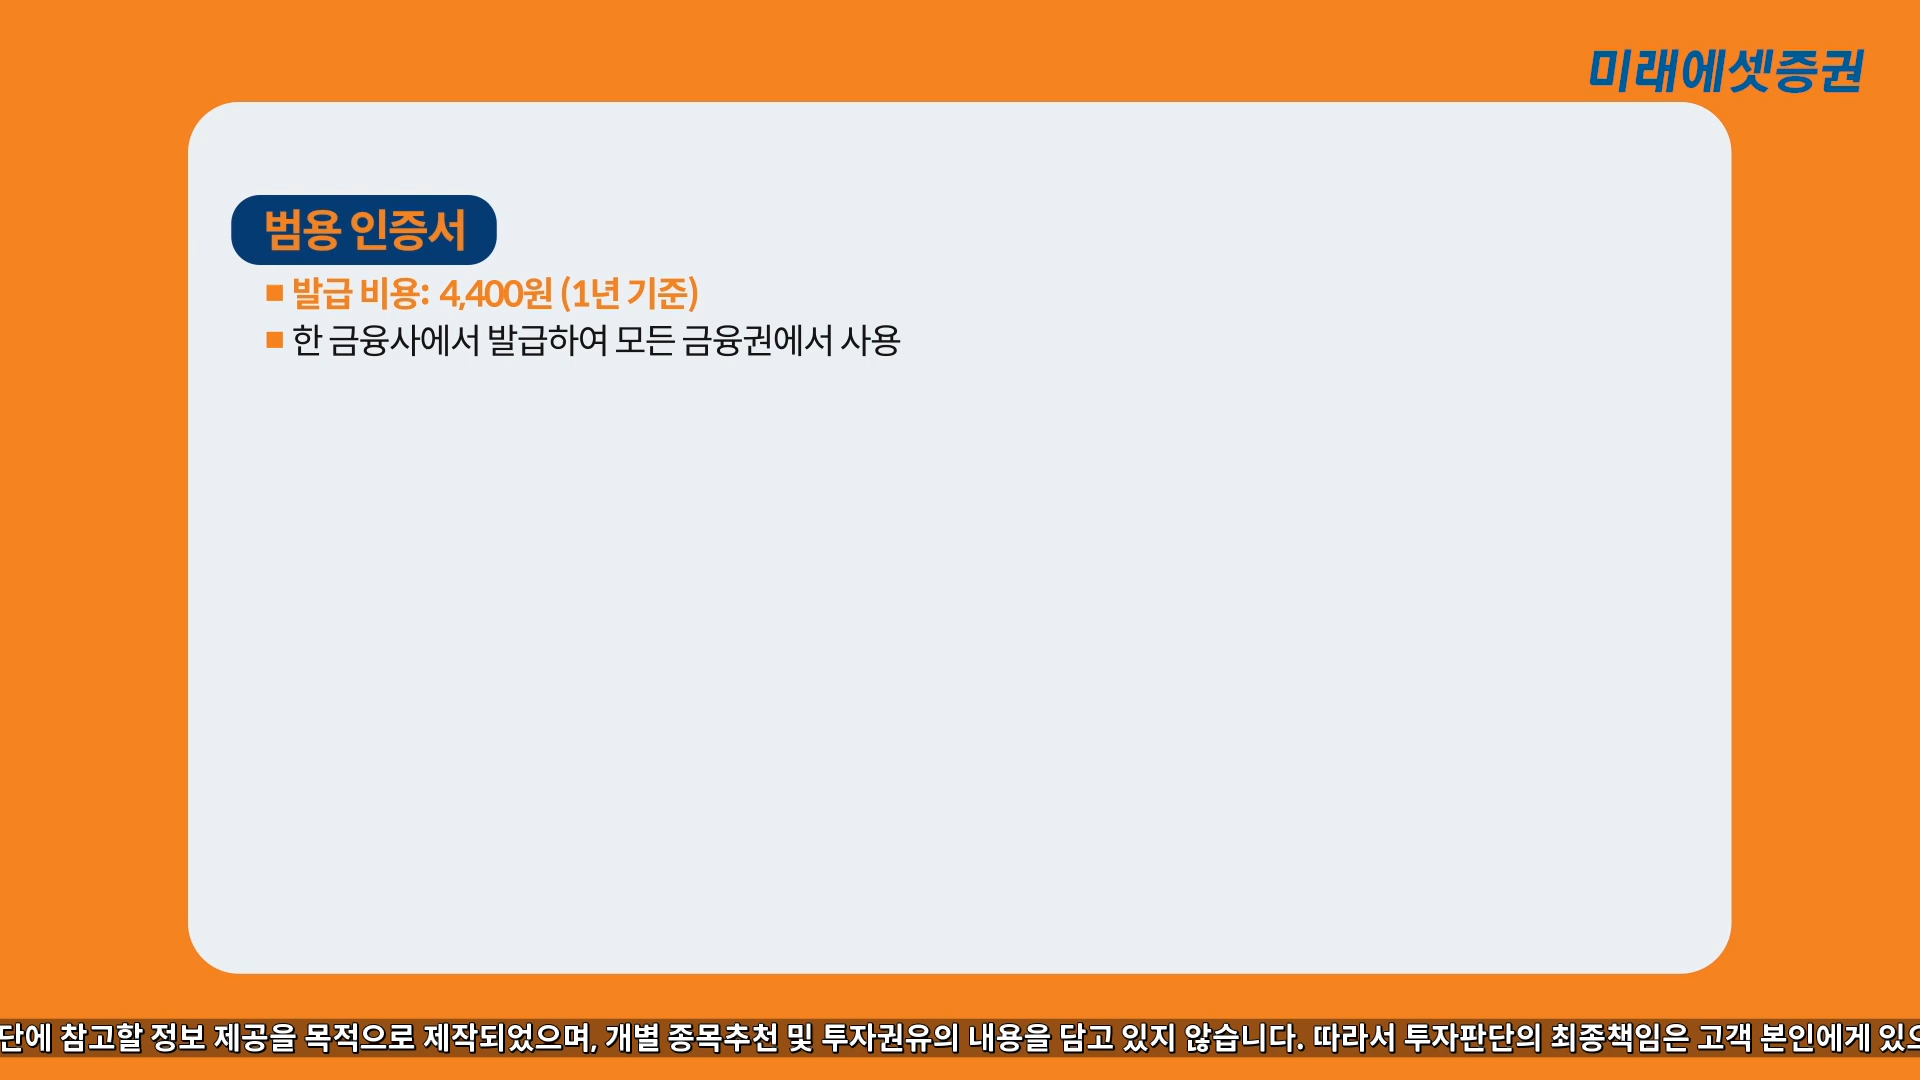 미래에셋증권
범용 인증서
■ 발급 비용: 4,400원 (1년 기준)
■ 한 금융사에서 발급하여 모든 금융권에서 사용
단에 참고할 정보 제공을 목적으로 제작되었으며, 개별 종목추천 및 투자권유의 내용을 담고 있지 않습니다. 따라서 투자판단의 최종책임은 고객 본인에게 있으